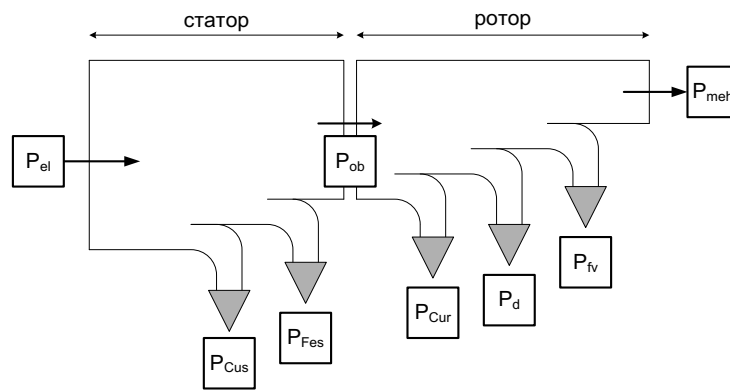 статор
ротор
P_el
P_ob
P_meh
P_Cus
P_Fes
P_Cur
P_d
P_fv